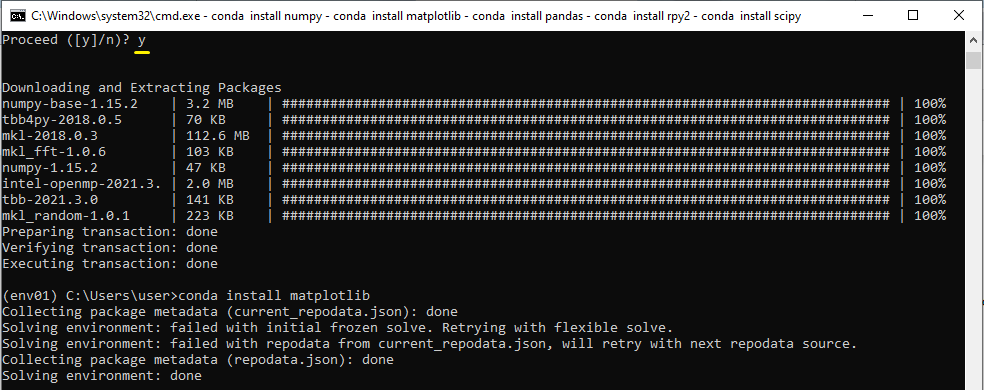 C:\Windows\system32\cmd.exe - conda install numpy - conda install matplotlib - conda install pandas - conda install rpy2 - conda install scipy
Proceed ([y]/n)? y
Downloading and Extracting Packages
numpy-base-1.15.2    | 3.2 MB    | ############################################################################ | 100%
tbb4py-2018.0.5      | 70 KB     | ############################################################################ | 100%
mkl-2018.0.3         | 112.6 MB  | ############################################################################ | 100%
mkl_fft-1.0.6        | 103 KB    | ############################################################################ | 100%
numpy-1.15.2         | 47 KB     | ############################################################################ | 100%
intel-openmp-2021.3. | 2.0 MB    | ############################################################################ | 100%
tbb-2021.3.0         | 141 KB    | ############################################################################ | 100%
mkl_random-1.0.1     | 223 KB    | ############################################################################ | 100%
Preparing transaction: done
Verifying transaction: done
Executing transaction: done
(env01) C:\Users\user>conda install matplotlib
Collecting package metadata (current_repodata.json): done
Solving environment: failed with initial frozen solve. Retrying with flexible solve.
Solving environment: failed with repodata from current_repodata.json, will retry with next repodata source.
Collecting package metadata (repodata.json): done
Solving environment: done